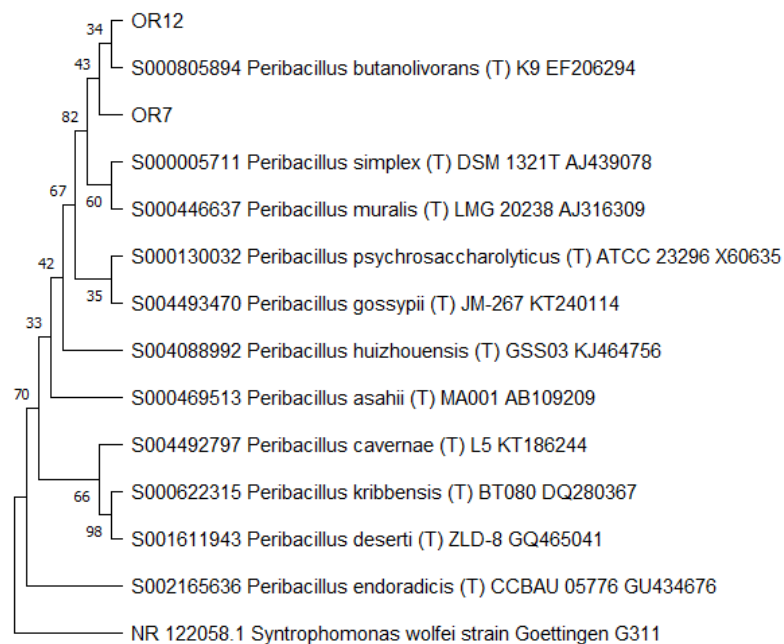 OR12
34
S000805894 Peribacillus butanolivorans (T) K9 EF206294
43
OR7
82
S000005711 Peribacillus simplex (T) DSM 1321T AJ439078
60
S000446637 Peribacillus muralis (T) LMG 20238 AJ316309
67
S000130032 Peribacillus psychrosaccharolyticus (T) ATCC 23296 X60635
42
35
S004493470 Peribacillus gossypii (T) JM-267 KT240114
33
S004088992 Peribacillus huizhouensis (T) GSS03 KJ464756
70
S000469513 Peribacillus asahii (T) MA001 AB109209
S004492797 Peribacillus cavernae (T) L5 KT186244
66
S000622315 Peribacillus kribbensis (T) BT080 DQ280367
98
S001611943 Peribacillus deserti (T) ZLD-8 GQ465041
S002165636 Peribacillus endoradicis (T) CCBAU 05776 GU434676
NR 122058.1 Syntrophomonas wolfei strain Goettingen G311